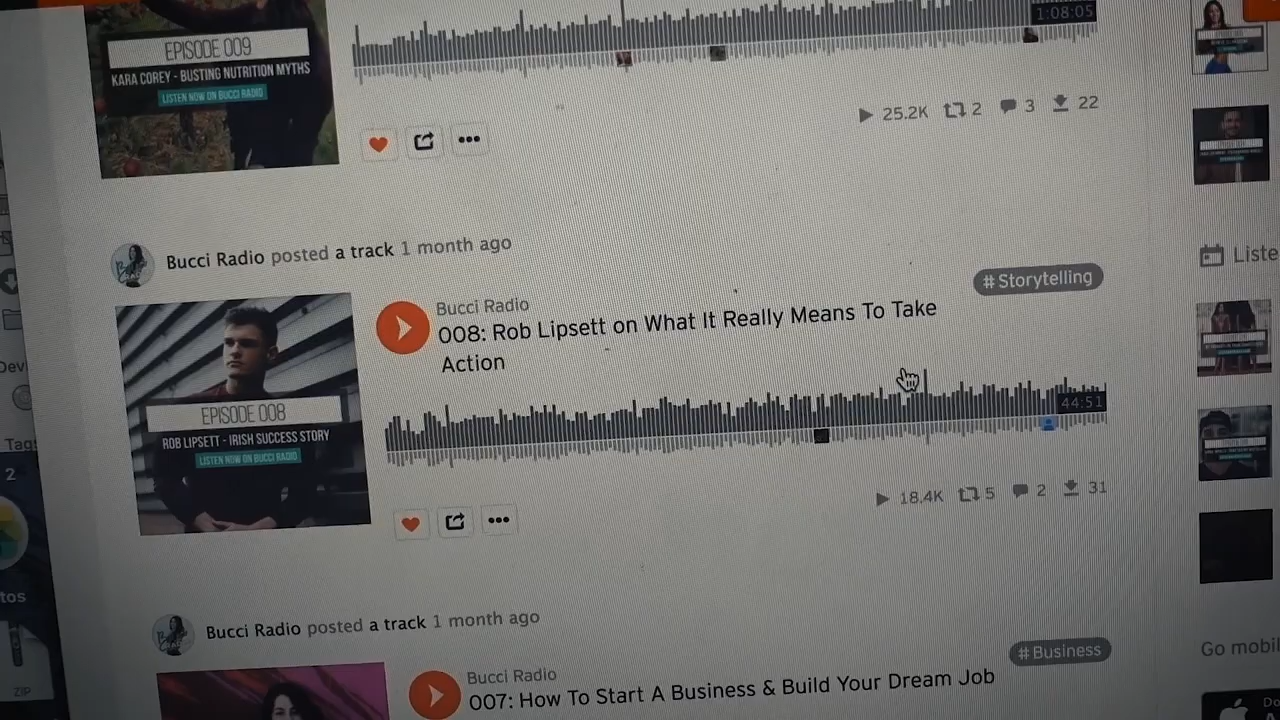 1:08:05
EPISODE 009
KARA COREY - BUSTING NUTRITION MYTHS
LISTEN NOW ON BUCCI RADIO
25.2K 2 3 22
Bucci Radio posted a track 1 month ago
#Storytelling
Bucci Radio
008: Rob Lipsett on What It Really Means To Take
Action
EPISODE 008
ROB LIPSETT - IRISH SUCCESS STORY
LISTEN NOW ON BUCCI RADIO
44:51
18.4K 5 2 31
Bucci Radio posted a track 1 month ago
#Business
Bucci Radio
007: How To Start A Business & Build Your Dream Job
Liste
Go mobil
Devi
Tags
2
tos
ZIP